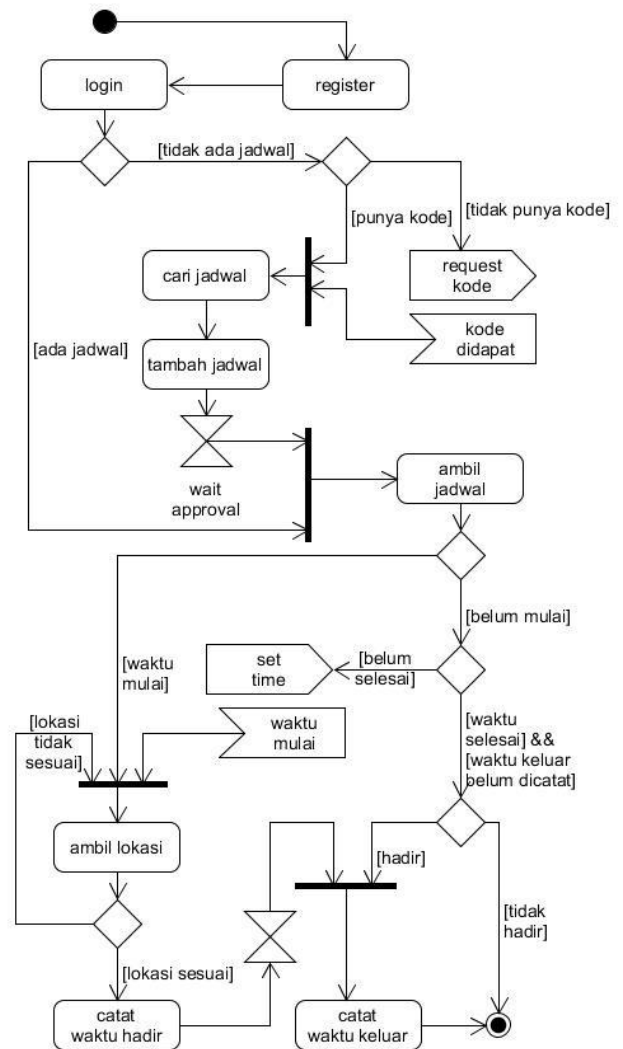 login
register
[tidak ada jadwal]
[punya kode]
[tidak punya kode]
request
kode
cari jadwal
kode
didapat
[ada jadwal]
tambah jadwal
wait
approval
ambil
jadwal
[belum mulai]
set
time
[belum
selesai]
[waktu
mulai]
[lokasi
tidak
sesuai]
waktu
mulai
[waktu
selesai] &&
[waktu keluar
belum dicatat]
ambil lokasi
[hadir]
[tidak
hadir]
[lokasi sesuai]
catat
waktu hadir
catat
waktu keluar